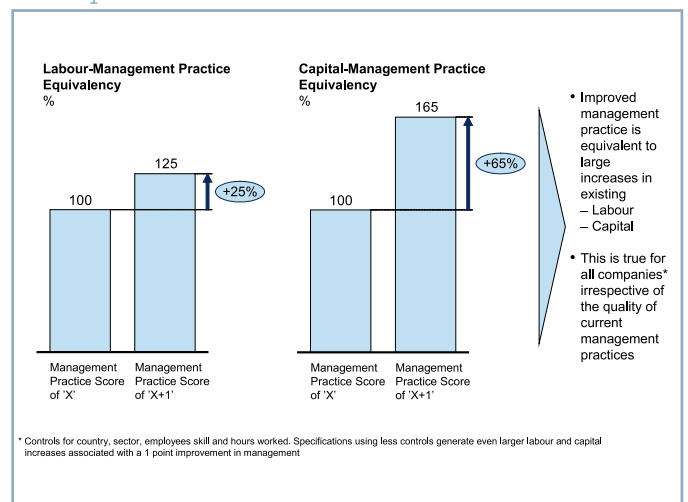 Labour-Management Practice
Equivalency
%
100
125
+25%
Management
Practice Score
of 'X'
Management
Practice Score
of 'X+1'
Capital-Management Practice
Equivalency
%
100
165
+65%
Management
Practice Score
of 'X'
Management
Practice Score
of 'X+1'
• Improved
management
practice is
equivalent to
large
increases in
existing
– Labour
– Capital
• This is true for
all companies*
irrespective of
the quality of
current
management
practices
* Controls for country, sector, employees skill and hours worked. Specifications using less controls generate even larger labour and capital
increases associated with a 1 point improvement in management